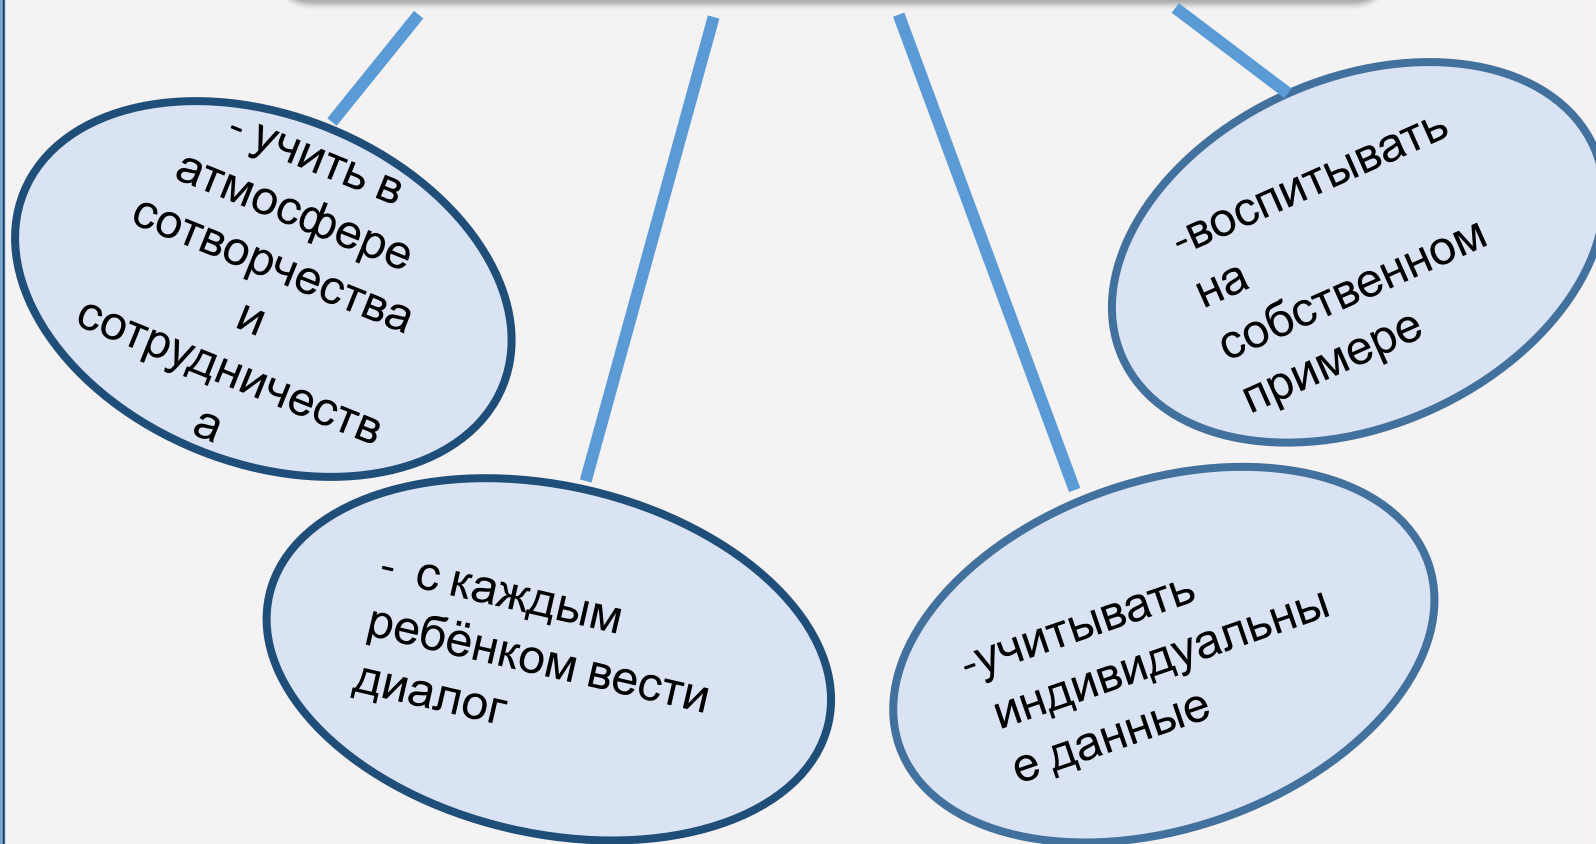 - учить в
атмосфере
сотворчества
и
сотрудничеств
а
- с каждым
ребёнком вести
диалог
-учитывать
индивидуальны
е данные
-воспитывать
на
собственном
примере